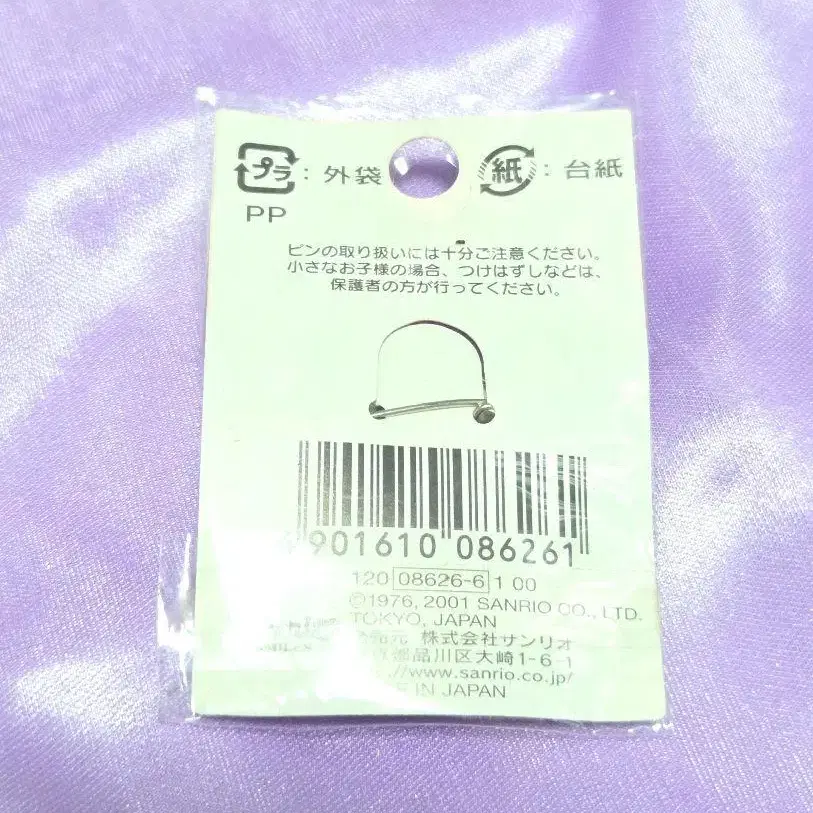 プラ : 外袋
PP
紙 : 台紙
ピンの取り扱いには十分ご注意ください。
小さなお子様の場合、つけはずしなどは、
保護者の方が行ってください。
901610 086261
120 08626-6 1 00
©1976, 2001 SANRIO CO., LTD.
TOKYO, JAPAN
発元 株式会社サンリオ
都品川区大崎1-6-1
//www.sanrio.co.jp/
IN JAPAN